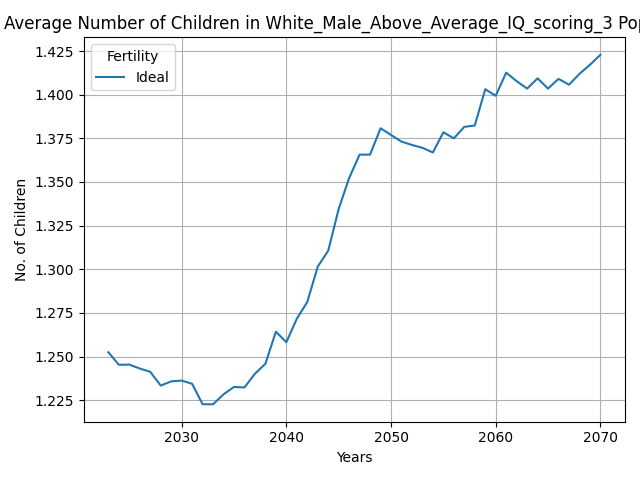 Average Number of Children in White_Male_Above_Average_IQ_scoring_3 Pop
1.425
1.400
1.375
1.350
1.325
1.300
1.275
1.250
1.225
Fertility
Ideal
No. of Children
2030 2040 2050 2060 2070
Years